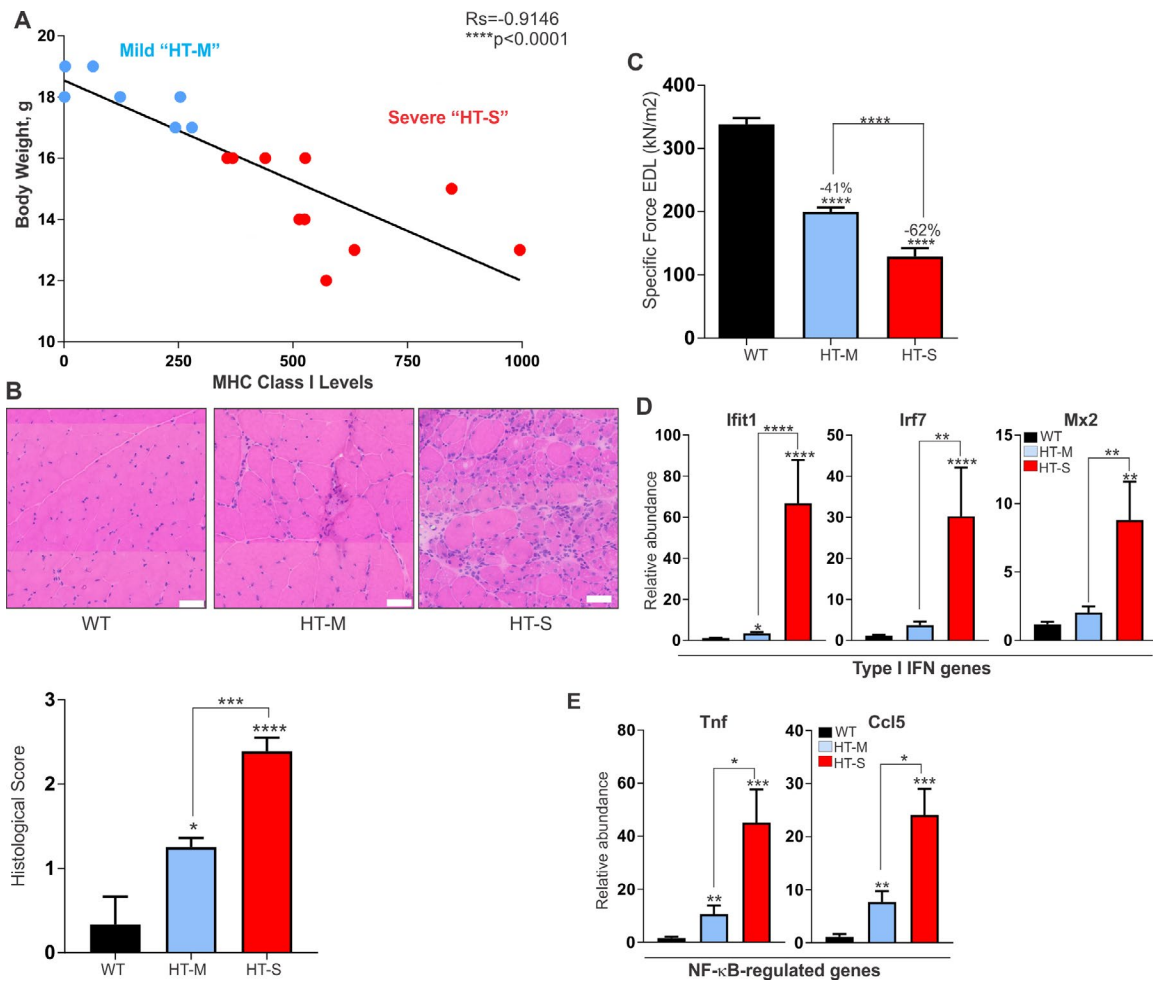 A
Rs=-0.9146
****p<0.0001
Mild “HT-M”
Severe “HT-S”
Body Weight, g
20
18
16
14
12
10
0 250 500 750 1000
MHC Class I Levels
B
WT HT-M HT-S
Histological Score
3
2
1
0
***
*
****
WT HT-M HT-S
C
Specific Force EDL (kN/m2)
400
300
200
100
0
****
-41%
****
-62%
****
WT HT-M HT-S
D
Relative abundance
Ifit1
100
80
60
40
20
0
****
****
*
Irf7
50
40
30
20
10
0
**
****
Mx2
15
10
5
0
WT
HT-M
HT-S
**
**
Type I IFN genes
E
Relative abundance
Tnf
80
60
40
20
0
*
***
**
Ccl5
40
30
20
10
0
WT
HT-M
HT-S
*
***
**
NF-κB-regulated genes